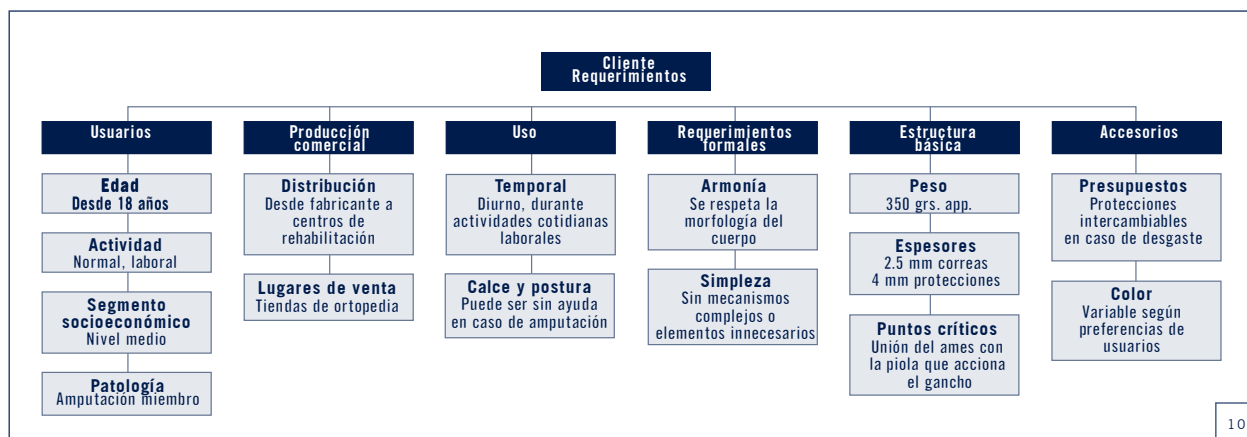 Cliente
Requerimientos
Usuarios
Edad
Desde 18 años
Actividad
Normal, laboral
Segmento
socioeconómico
Nivel medio
Patología
Amputación miembro
Producción
comercial
Distribución
Desde fabricante a
centros de
rehabilitación
Lugares de venta
Tiendas de ortopedia
Uso
Temporal
Diurno, durante
actividades cotidianas
laborales
Calce y postura
Puede ser sin ayuda
en caso de amputación
Requerimientos
formales
Armonía
Se respeta la
morfología del
cuerpo
Simpleza
Sin mecanismos
complejos o
elementos innecesarios
Estructura
básica
Peso
350 grs. app.
Espesores
2.5 mm correas
4 mm protecciones
Puntos críticos
Unión del ames con
la piola que acciona
el gancho
Accesorios
Presupuestos
Protecciones
intercambiables
en caso de desgaste
Color
Variable según
preferencias de
usuarios
10